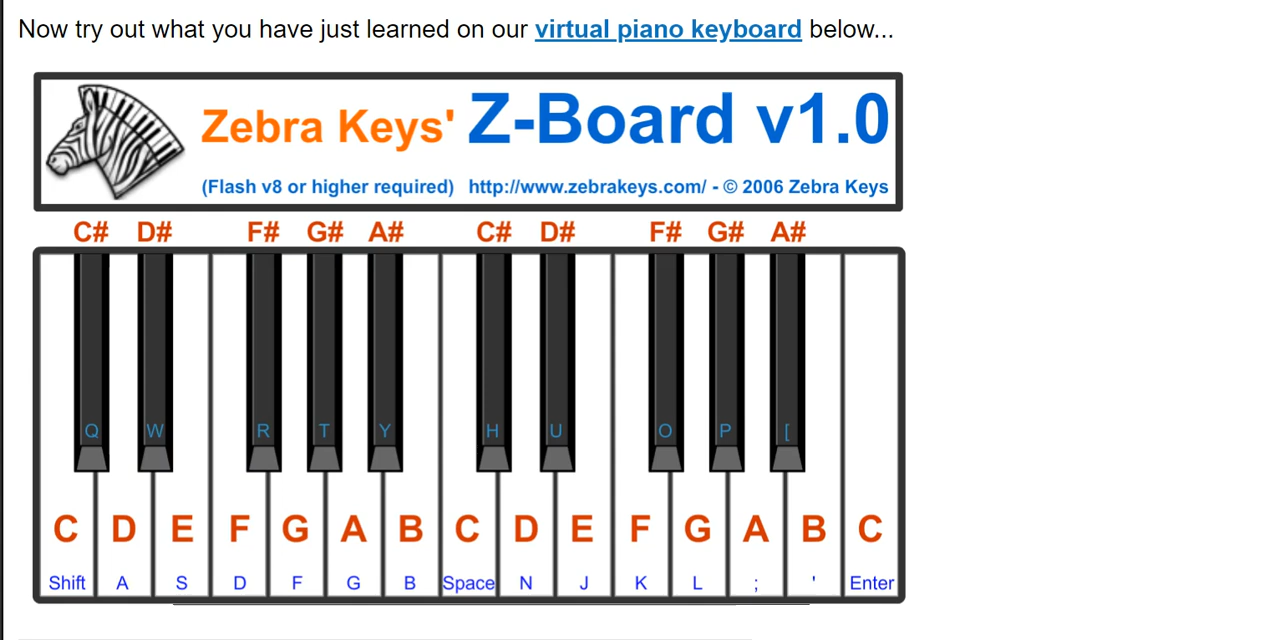 Now try out what you have just learned on our virtual piano keyboard below...
Zebra Keys' Z-Board v1.0
(Flash v8 or higher required) http://www.zebrakeys.com/ - © 2006 Zebra Keys
C# D# F# G# A# C# D# F# G# A#
Q W R T Y H U O P [
C D E F G A B C D E F G A B C
Shift A S D F G B Space N J K L ; ' Enter